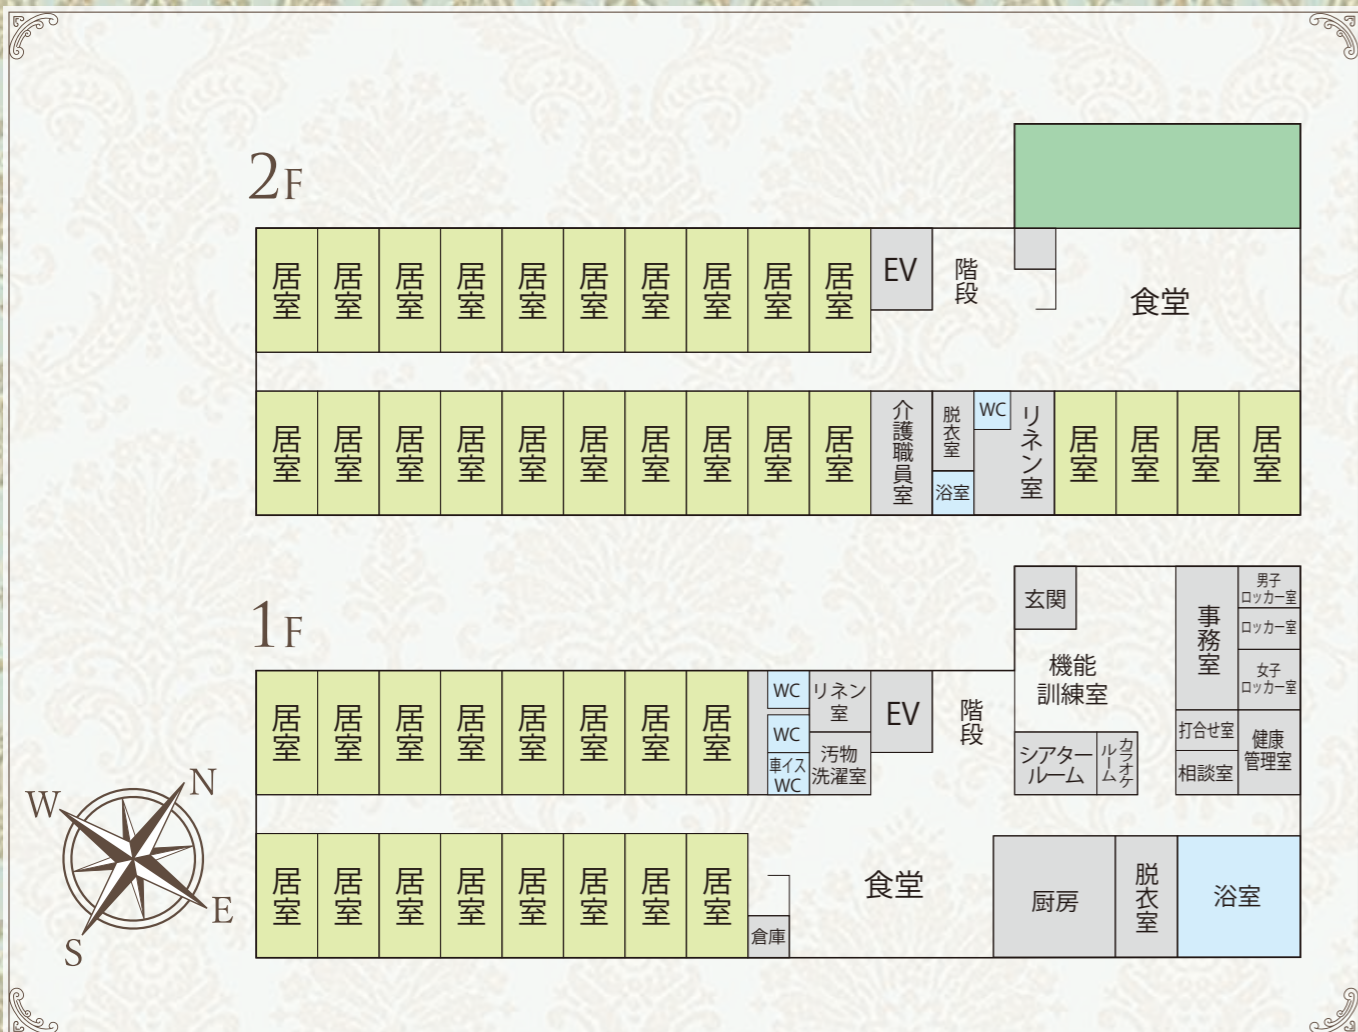 2F
居室
居室
居室
居室
居室
居室
居室
居室
居室
居室
EV
階段
食堂
居室
居室
居室
居室
居室
居室
居室
居室
居室
居室
介護職員室
脱衣室
浴室
WC
リネン室
居室
居室
居室
居室
1F
居室
居室
居室
居室
居室
居室
居室
居室
WC
WC
車イス
WC
リネン
室
汚物
洗濯室
EV
階段
玄関
機能
訓練室
シアター
ルーム
カラオケ
ルーム
事務室
男子
ロッカー室
ロッカー室
女子
ロッカー室
打合せ室
相談室
健康
管理室
居室
居室
居室
居室
居室
居室
居室
居室
倉庫
食堂
厨房
脱衣室
浴室
N
W
E
S